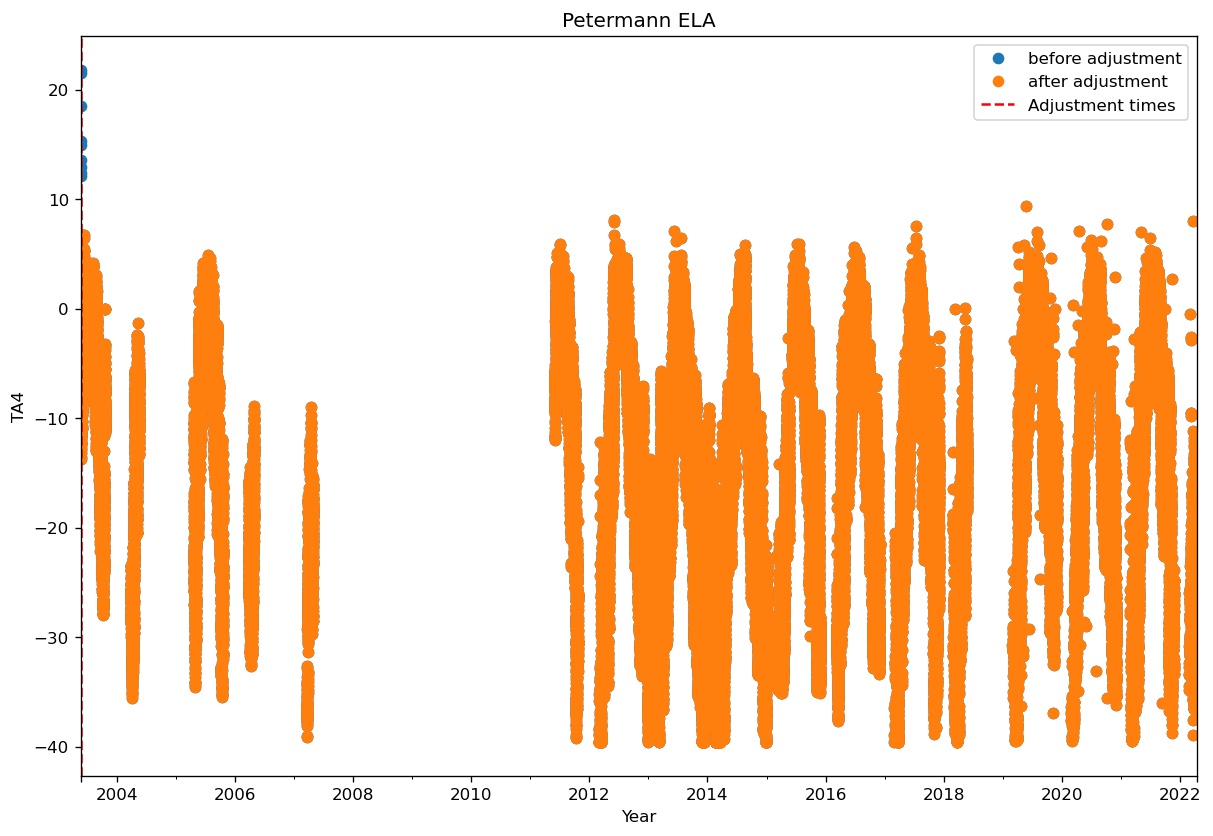 Petermann ELA
before adjustment
after adjustment
Adjustment times
20
10
0
−10
−20
−30
−40
TA4
2004 2006 2008 2010 2012 2014 2016 2018 2020 2022
Year